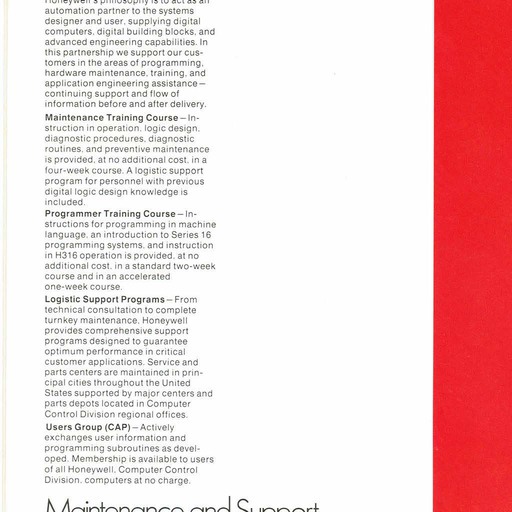 Honeywell's philosophy is to act as an
automation partner to the systems
designer and user, supplying digital
computers, digital building blocks, and
advanced engineering capabilities. In
this partnership we support our cus-
tomers in the areas of programming,
hardware maintenance, training, and
application engineering assistance—
continuing support and flow of
information before and after delivery.
Maintenance Training Course — In-
struction in operation, logic design,
diagnostic procedures, diagnostic
routines, and preventive maintenance
is provided, at no additional cost, in a
four-week course. A logistic support
program for personnel with previous
digital logic design knowledge is
included.
Programmer Training Course — In-
structions for programming in machine
language, an introduction to Series 16
programming systems, and instruction
in H316 operation is provided, at no
additional cost, in a standard two-week
course and in an accelerated
one-week course.
Logistic Support Programs — From
technical consultation to complete
turnkey maintenance, Honeywell
provides comprehensive support
programs designed to guarantee
optimum performance in critical
customer applications. Service and
parts centers are maintained in prin-
cipal cities throughout the United
States supported by major centers and
parts depots located in Computer
Control Division regional offices.
Users Group (CAP) — Actively
exchanges user information and
programming subroutines as devel-
oped. Membership is available to users
of all Honeywell, Computer Control
Division, computers at no charge.
Maintenance and Support